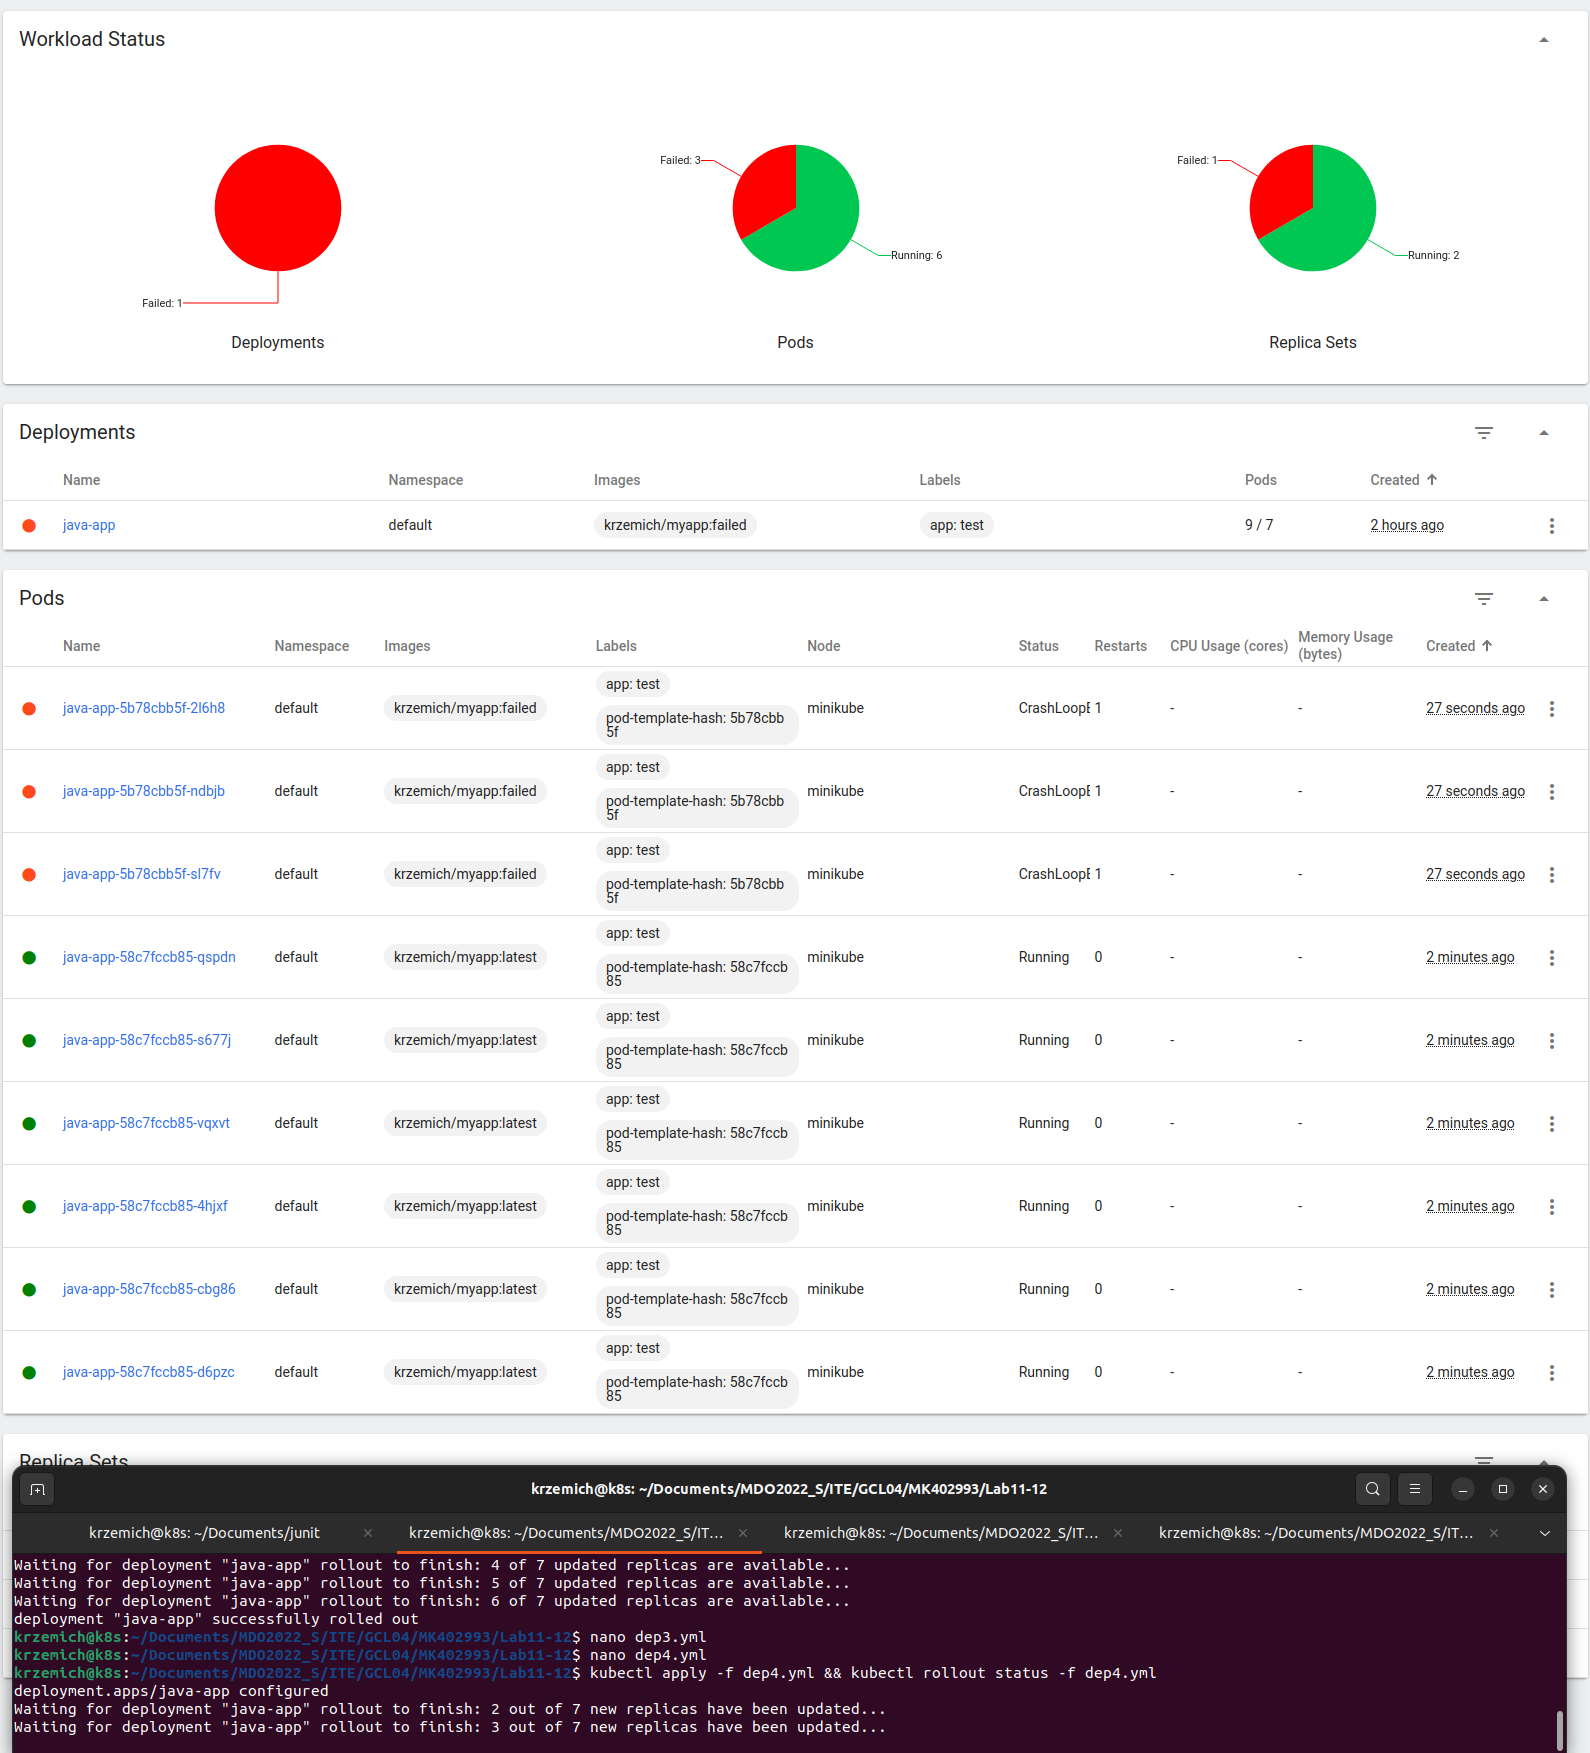 Workload Status
Failed: 1
Deployments
Failed: 3
Running: 6
Pods
Failed: 1
Running: 2
Replica Sets
Deployments
Name Namespace Images Labels Pods Created
java-app default krzemich/myapp:failed app: test 9 / 7 2 hours ago
Pods
Name Namespace Images Labels Node Status Restarts CPU Usage (cores) Memory Usage (bytes) Created
app: test
java-app-5b78cbb5f-2l6h8 default krzemich/myapp:failed pod-template-hash: 5b78cbb minikube CrashLoopE 1 - - 27 seconds ago
5f
app: test
java-app-5b78cbb5f-ndbjb default krzemich/myapp:failed pod-template-hash: 5b78cbb minikube CrashLoopE 1 - - 27 seconds ago
5f
app: test
java-app-5b78cbb5f-sl7fv default krzemich/myapp:failed pod-template-hash: 5b78cbb minikube CrashLoopE 1 - - 27 seconds ago
5f
app: test
java-app-58c7fccb85-qspdn default krzemich/myapp:latest pod-template-hash: 58c7fccb minikube Running 0 - - 2 minutes ago
85
app: test
java-app-58c7fccb85-s677j default krzemich/myapp:latest pod-template-hash: 58c7fccb minikube Running 0 - - 2 minutes ago
85
app: test
java-app-58c7fccb85-vqxvt default krzemich/myapp:latest pod-template-hash: 58c7fccb minikube Running 0 - - 2 minutes ago
85
app: test
java-app-58c7fccb85-4hjxf default krzemich/myapp:latest pod-template-hash: 58c7fccb minikube Running 0 - - 2 minutes ago
85
app: test
java-app-58c7fccb85-cbg86 default krzemich/myapp:latest pod-template-hash: 58c7fccb minikube Running 0 - - 2 minutes ago
85
app: test
java-app-58c7fccb85-d6pzc default krzemich/myapp:latest pod-template-hash: 58c7fccb minikube Running 0 - - 2 minutes ago
85
Replica Sets
krzemich@k8s: ~/Documents/MDO2022_S/ITE/GCL04/MK402993/Lab11-12
krzemich@k8s: ~/Documents/junit krzemich@k8s: ~/Documents/MDO2022_S/IT... krzemich@k8s: ~/Documents/MDO2022_S/IT... krzemich@k8s: ~/Documents/MDO2022_S/IT...
Waiting for deployment "java-app" rollout to finish: 4 of 7 updated replicas are available...
Waiting for deployment "java-app" rollout to finish: 5 of 7 updated replicas are available...
Waiting for deployment "java-app" rollout to finish: 6 of 7 updated replicas are available...
deployment "java-app" successfully rolled out
krzemich@k8s:~/Documents/MDO2022_S/ITE/GCL04/MK402993/Lab11-12$ nano dep3.yml
krzemich@k8s:~/Documents/MDO2022_S/ITE/GCL04/MK402993/Lab11-12$ nano dep4.yml
krzemich@k8s:~/Documents/MDO2022_S/ITE/GCL04/MK402993/Lab11-12$ kubectl apply -f dep4.yml && kubectl rollout status -f dep4.yml
deployment.apps/java-app configured
Waiting for deployment "java-app" rollout to finish: 2 out of 7 new replicas have been updated...
Waiting for deployment "java-app" rollout to finish: 3 out of 7 new replicas have been updated...